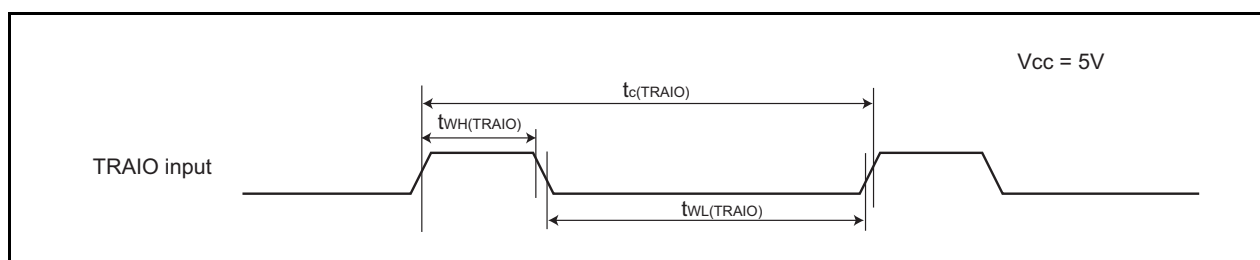 Vcc = 5V
tc(TRAIO)
tWH(TRAIO)
TRAIO input
tWL(TRAIO)